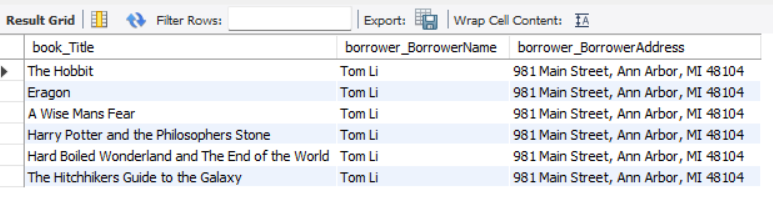 Result Grid Filter Rows: Export: Wrap Cell Content: IA
book_Title borrower_BorrowerName borrower_BorrowerAddress
The Hobbit Tom Li 981 Main Street, Ann Arbor, MI 48104
Eragon Tom Li 981 Main Street, Ann Arbor, MI 48104
A Wise Mans Fear Tom Li 981 Main Street, Ann Arbor, MI 48104
Harry Potter and the Philosophers Stone Tom Li 981 Main Street, Ann Arbor, MI 48104
Hard Boiled Wonderland and The End of the World Tom Li 981 Main Street, Ann Arbor, MI 48104
The Hitchhikers Guide to the Galaxy Tom Li 981 Main Street, Ann Arbor, MI 48104